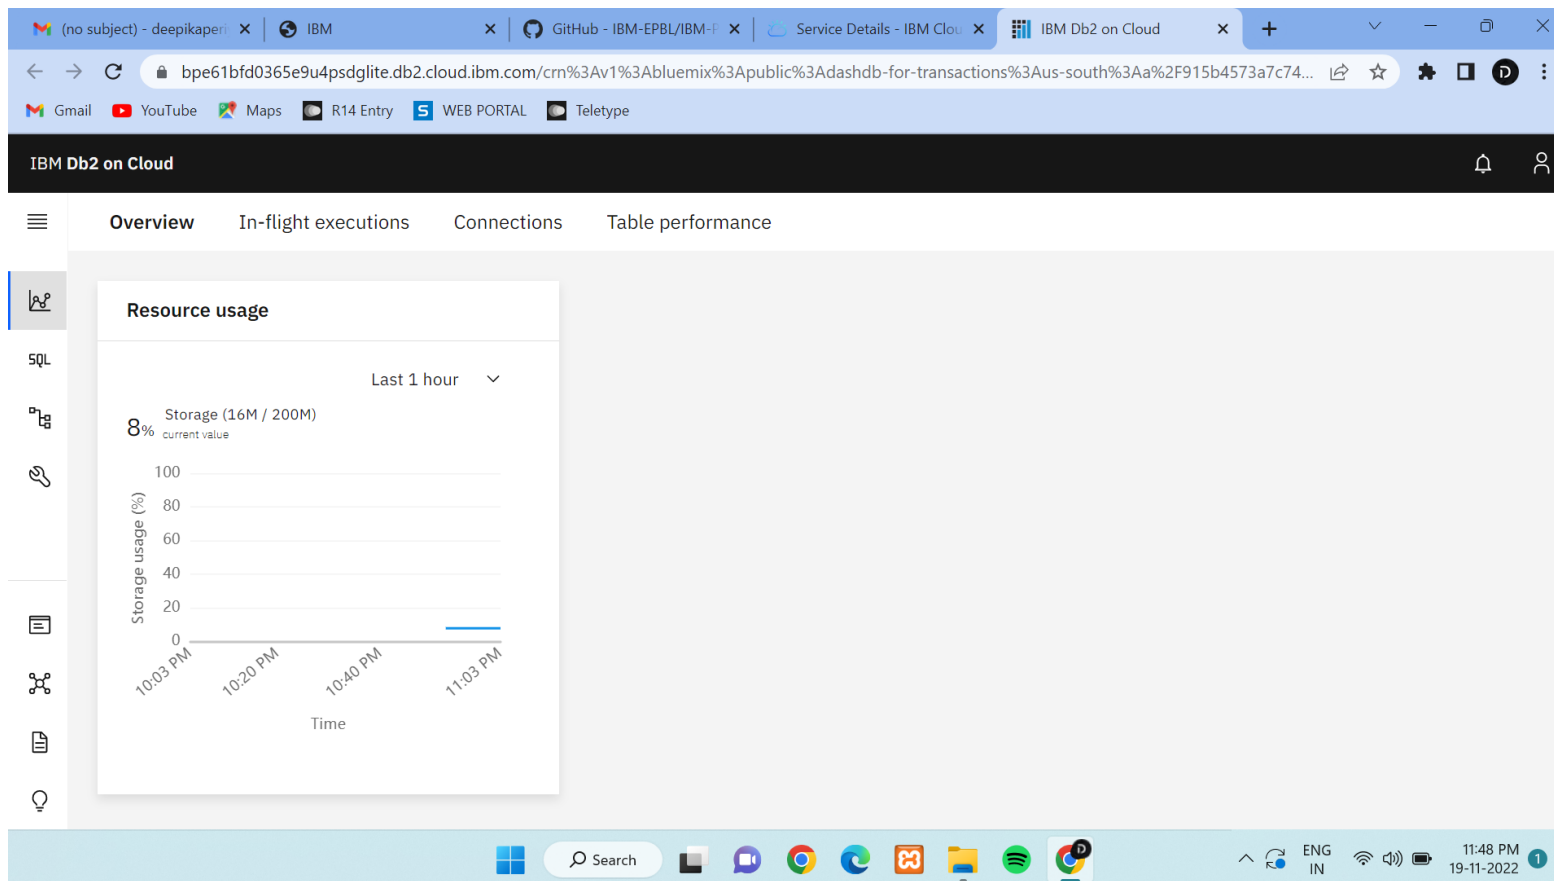 (no subject) - deepikaperi
IBM
GitHub - IBM-EPBL/IBM-P
Service Details - IBM Clou
IBM Db2 on Cloud
bpe61bfd0365e9u4psdglite.db2.cloud.ibm.com/crn%3Av1%3Abluemix%3Apublic%3Adashdb-for-transactions%3Aus-south%3Aa%2F915b4573a7c74...
D
Gmail
YouTube
Maps
R14 Entry
S
WEB PORTAL
Teletype
IBM Db2 on Cloud
Overview
In-flight executions
Connections
Table performance
SQL
Resource usage
Last 1 hour
8%
Storage (16M / 200M)
current value
100
80
60
40
20
0
Storage usage (%)
10:03 PM
10:20 PM
10:40 PM
11:03 PM
Time
Search
D
ENG
IN
11:48 PM
19-11-2022
1